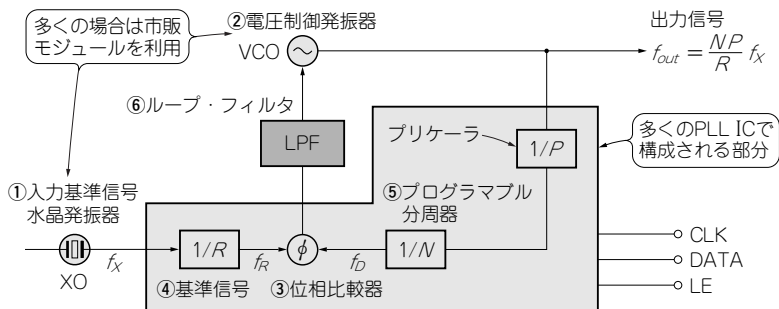 多くの場合は市販
モジュールを利用
②電圧制御発振器
VCO
出力信号
f_out = NP/R f_X
⑥ループ・フィルタ
LPF
プリケーラ
1/P
多くのPLL ICで
構成される部分
①入力基準信号
水晶発振器
⑤プログラマブル
分周器
XO
f_X
1/R
f_R
ϕ
f_D
1/N
④基準信号
③位相比較器
CLK
DATA
LE